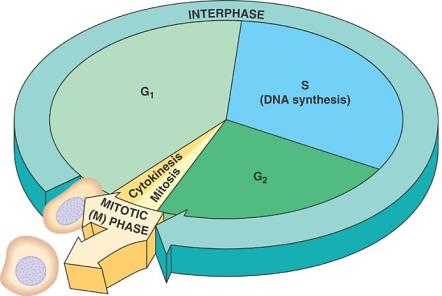 INTERPHASE
G₁
S
(DNA synthesis)
Cytokinesis
Mitosis
G₂
MITOTIC
(M) PHASE